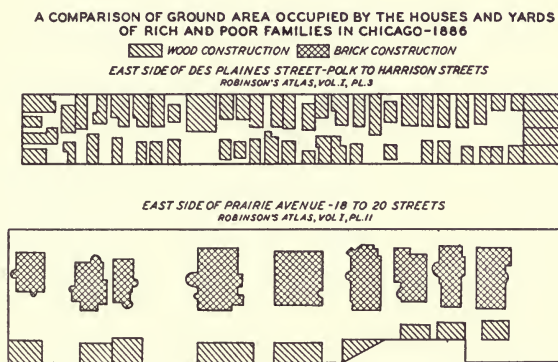 A COMPARISON OF GROUND AREA OCCUPIED BY THE HOUSES AND YARDS
OF RICH AND POOR FAMILIES IN CHICAGO-1886
WOOD CONSTRUCTION BRICK CONSTRUCTION
EAST SIDE OF DES PLAINES STREET-POLK TO HARRISON STREETS
ROBINSON'S ATLAS, VOL. I, PL. 3
EAST SIDE OF PRAIRIE AVENUE-18 TO 20 STREETS
ROBINSON'S ATLAS, VOL. I, PL. 11